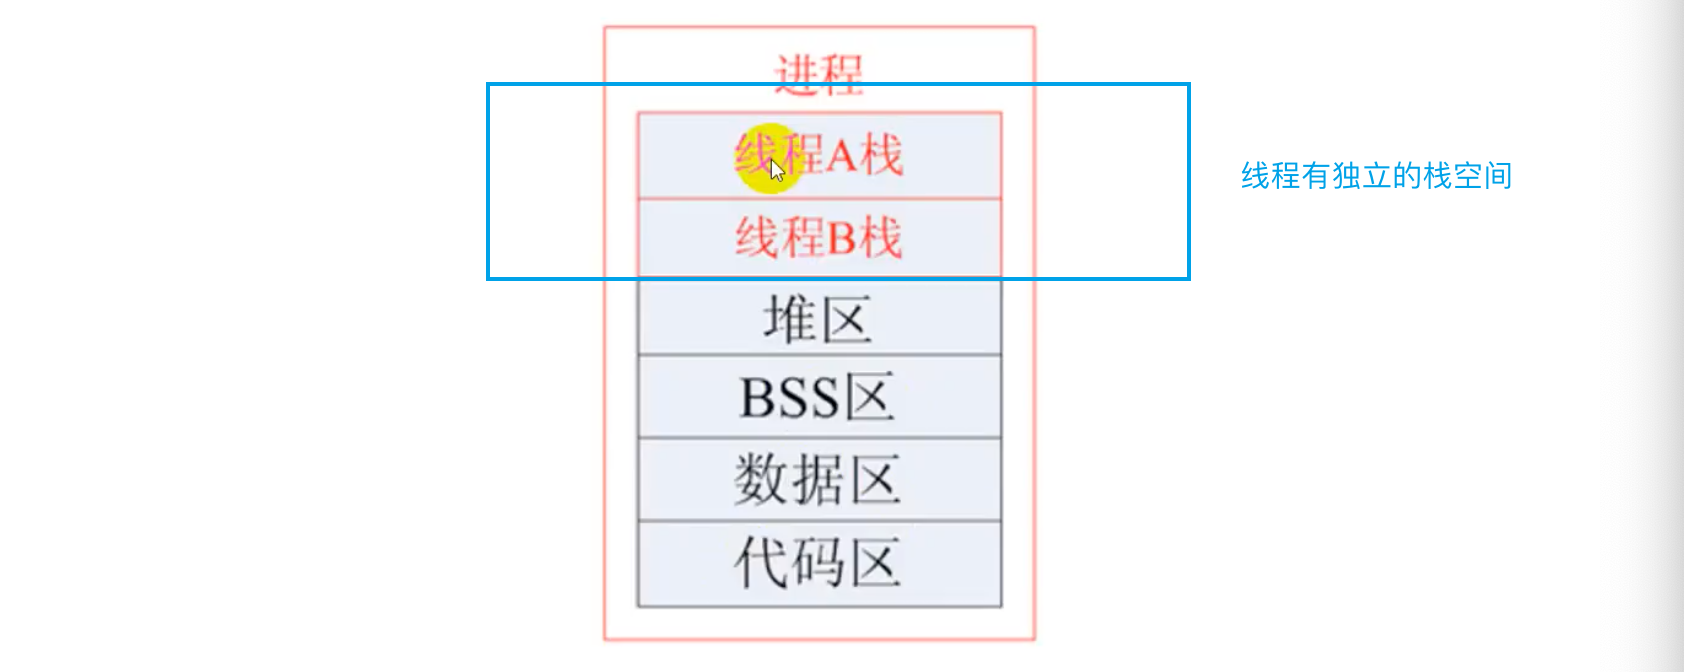 进程
线程A栈
线程有独立的栈空间
线程B栈
堆区
BSS区
数据区
代码区